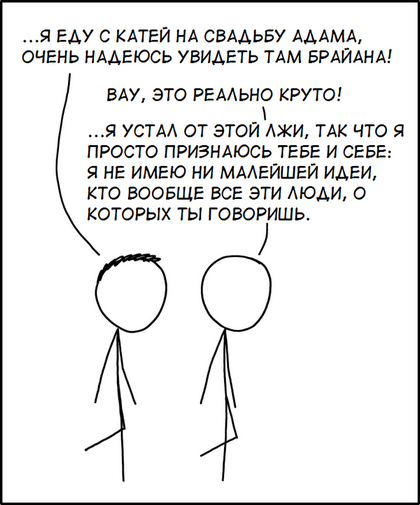 ...Я ЕДУ С КАТЕЙ НА СВАДЬБУ АДАМА,
ОЧЕНЬ НАДЕЮСЬ УВИДЕТЬ ТАМ БРАЙАНА!
ВАУ, ЭТО РЕАЛЬНО КРУТО!
...Я УСТАЛ ОТ ЭТОЙ ЛЖИ, ТАК ЧТО Я
ПРОСТО ПРИЗНАЮСЬ ТЕБЕ И СЕБЕ:
Я НЕ ИМЕЮ НИ МАЛЕЙШЕЙ ИДЕИ,
КТО ВООБЩЕ ВСЕ ЭТИ ЛЮДИ, О
КОТОРЫХ ТЫ ГОВОРИШЬ.